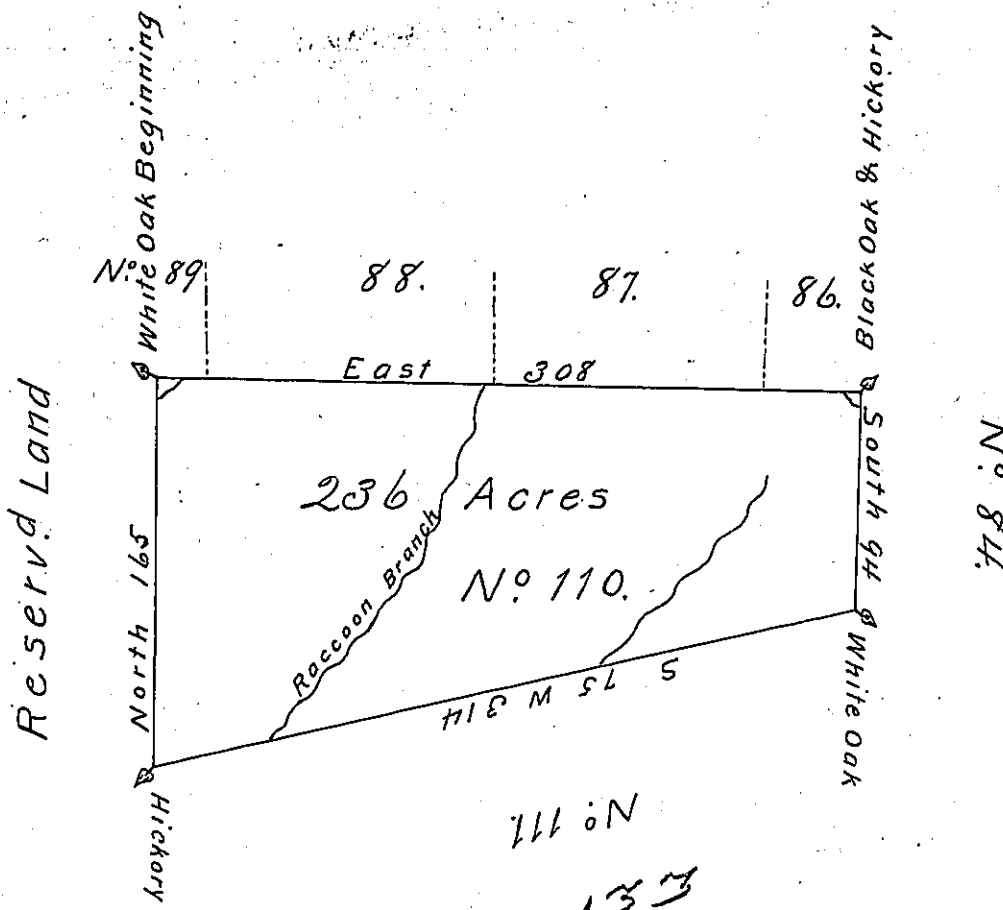 White Oak Beginning
Black Oak & Hickory
Nº 89
88.
87.
86.
East 308
Reserv.d Land
North 165
236 Acres
Raccoon Branch
Nº 110.
South 94
Nº 84.
White Oak
S 75 W 314
Hickory
Nº 111